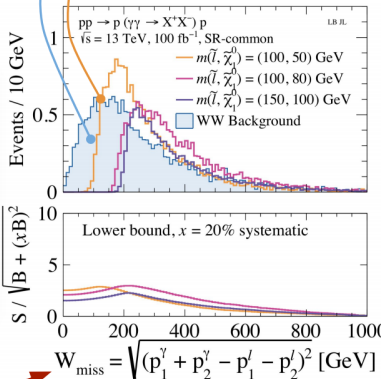 pp → p (γγ → X⁺X⁻) p
√s = 13 TeV, 100 fb⁻¹, SR-common
LB JL
m(l̃, χ̃₁⁰) = (100, 50) GeV
m(l̃, χ̃₁⁰) = (100, 80) GeV
m(l̃, χ̃₁⁰) = (150, 100) GeV
WW Background
Events / 10 GeV
1
0.5
0
Lower bound, x = 20% systematic
S / √B + (xB)²
10
5
0
0 200 400 600 800 1000
W_miss = √(p₁^γ + p₂^γ − p₁^l − p₂^l)² [GeV]